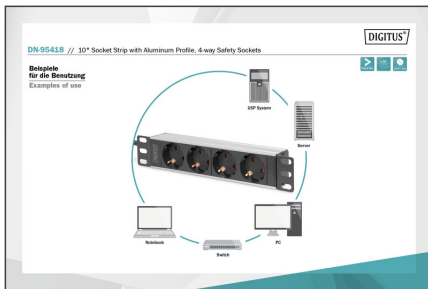 DIGITUS®
DN-95418 // 10" Socket Strip with Aluminum Profile, 4-way Safety Sockets
Beispiele
für die Benutzung
Examples of use
USP System
Server
PC
Switch
Notebook